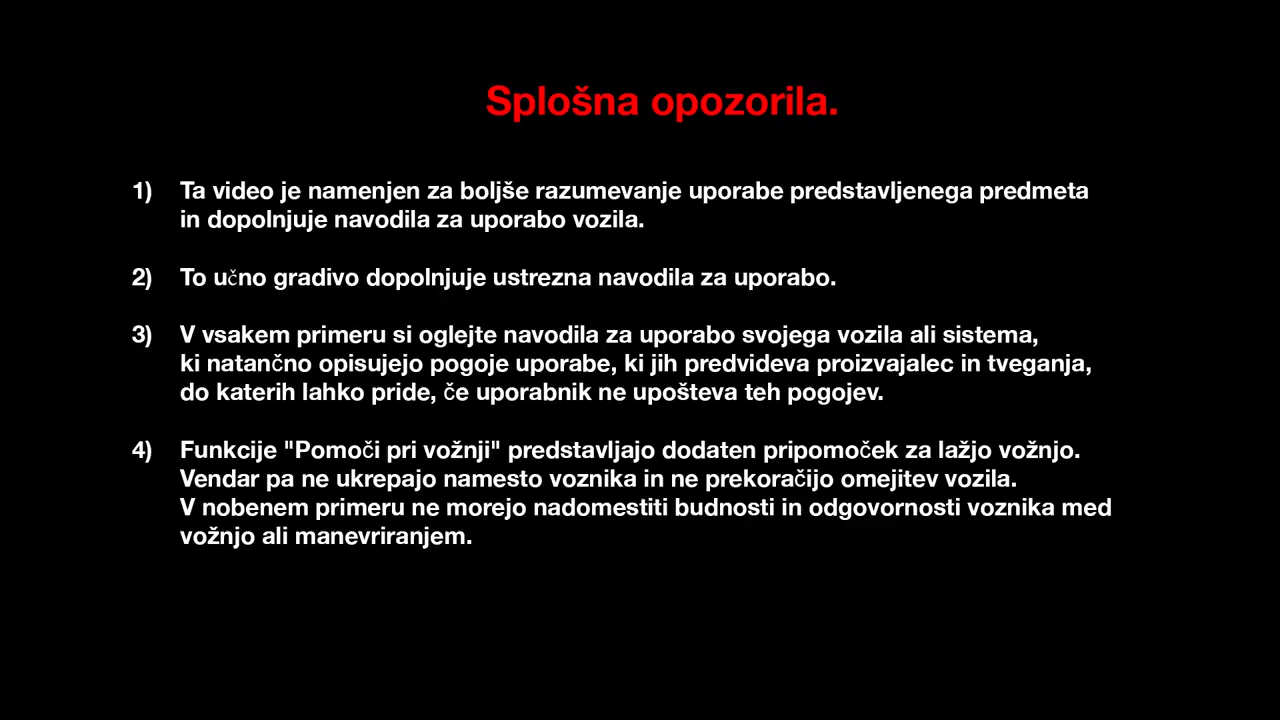 Splošna opozorila.
1) Ta video je namenjen za boljše razumevanje uporabe predstavljenega predmeta
in dopolnjuje navodila za uporabo vozila.
2) To učno gradivo dopolnjuje ustrezna navodila za uporabo.
3) V vsakem primeru si oglejte navodila za uporabo svojega vozila ali sistema,
ki natančno opisujejo pogoje uporabe, ki jih predvideva proizvajalec in tveganja,
do katerih lahko pride, če uporabnik ne upošteva teh pogojev.
4) Funkcije "Pomoči pri vožnji" predstavljajo dodaten pripomoček za lažjo vožnjo.
Vendar pa ne ukrepajo namesto voznika in ne prekoračijo omejitev vozila.
V nobenem primeru ne morejo nadomestiti budnosti in odgovornosti voznika med
vožnjo ali manevriranjem.